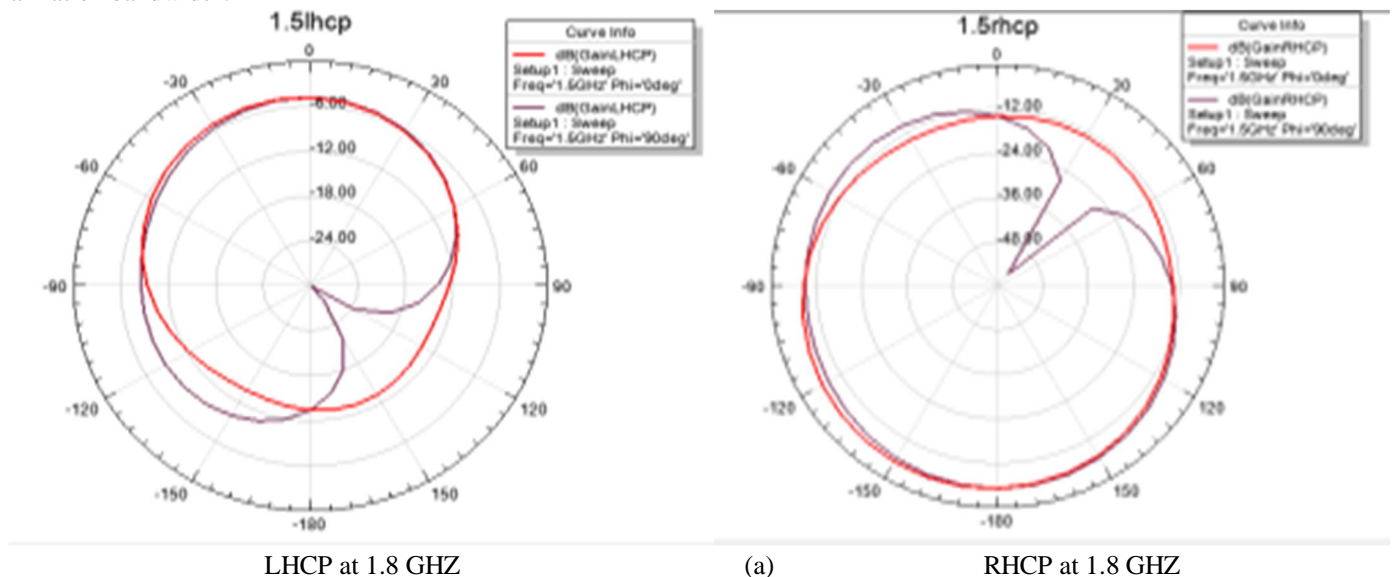 1.5lhcp
Curve Info
dB(GainLHCP)
Setup1 : Sweep
Freq='1.5GHz' Phi='0deg'
dB(GainLHCP)
Setup1 : Sweep
Freq='1.5GHz' Phi='90deg'
0
-30
30
-6.00
-60
60
-12.00
-18.00
-24.00
-90
90
-120
120
-150
150
-180
1.5rhcp
Curve Info
dB(GainRHCP)
Setup1 : Sweep
Freq='1.5GHz' Phi='0deg'
dB(GainRHCP)
Setup1 : Sweep
Freq='1.5GHz' Phi='90deg'
0
-30
30
-12.00
-60
60
-24.00
-36.00
-48.00
-90
90
-120
120
-150
150
-180
LHCP at 1.8 GHZ (a) RHCP at 1.8 GHZ